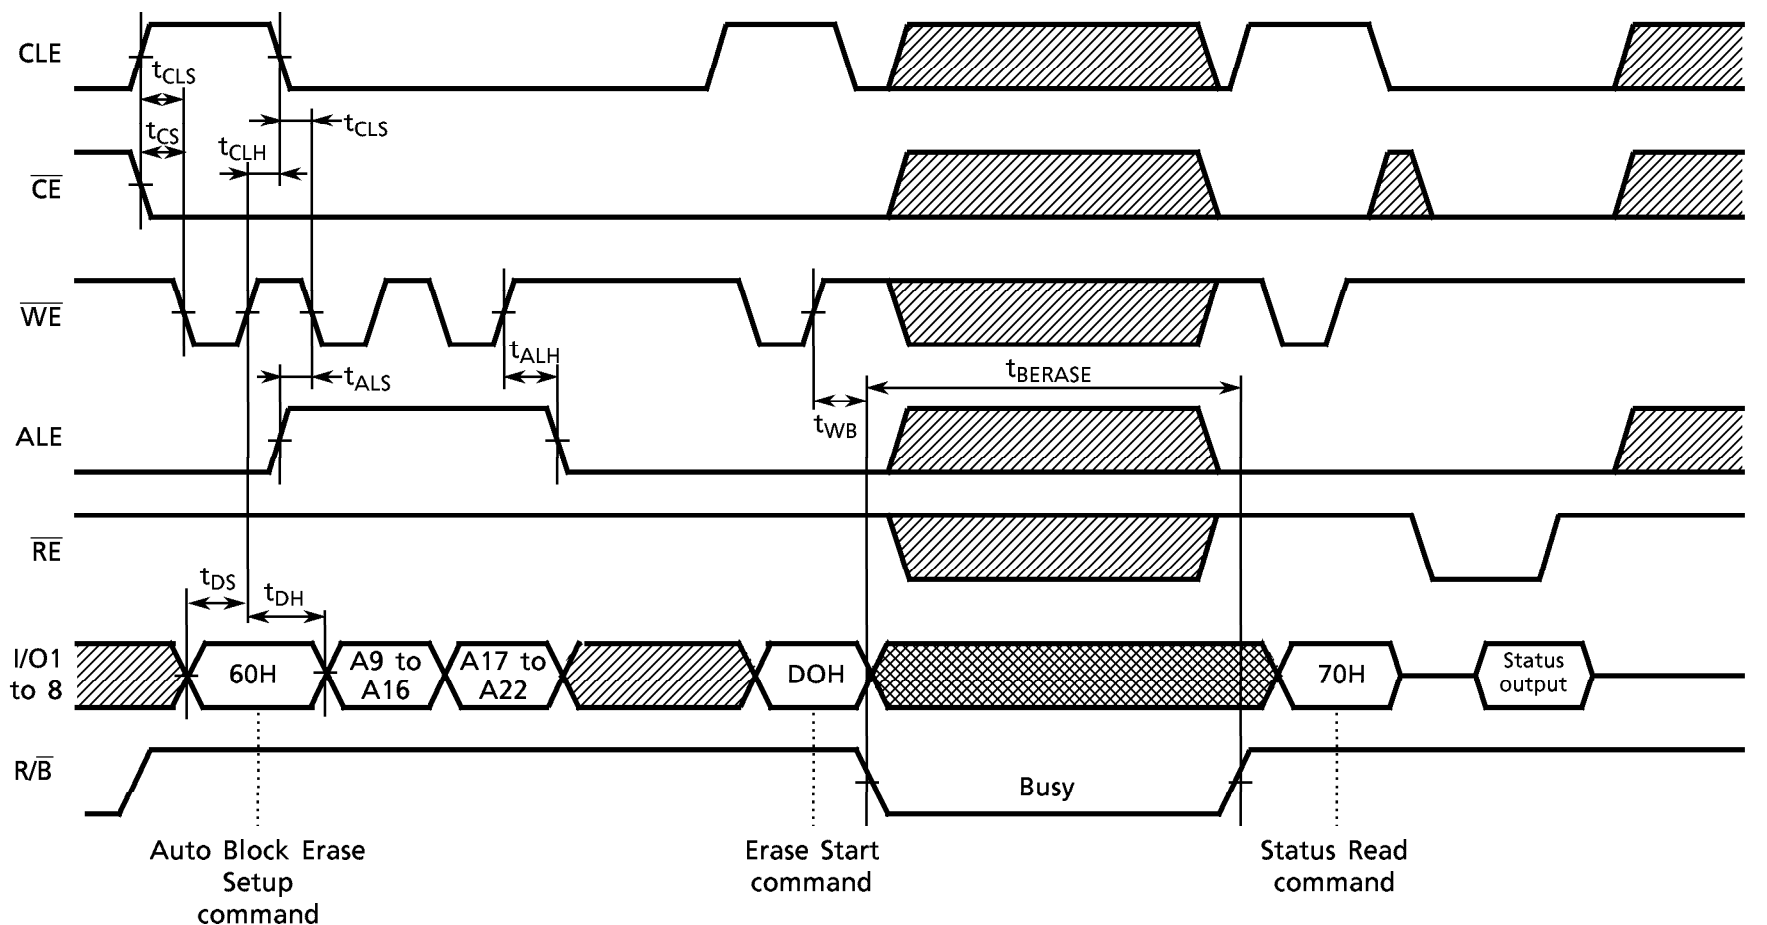 CLE
tCLS
tCLS
tCS
tCLH
CE
WE
tALH
tALS
tBERASE
tWB
ALE
RE
tDS
tDH
I/O1
to 8
60H
A9 to
A16
A17 to
A22
DOH
70H
Status
output
R/B
Busy
Auto Block Erase
Setup
command
Erase Start
command
Status Read
command